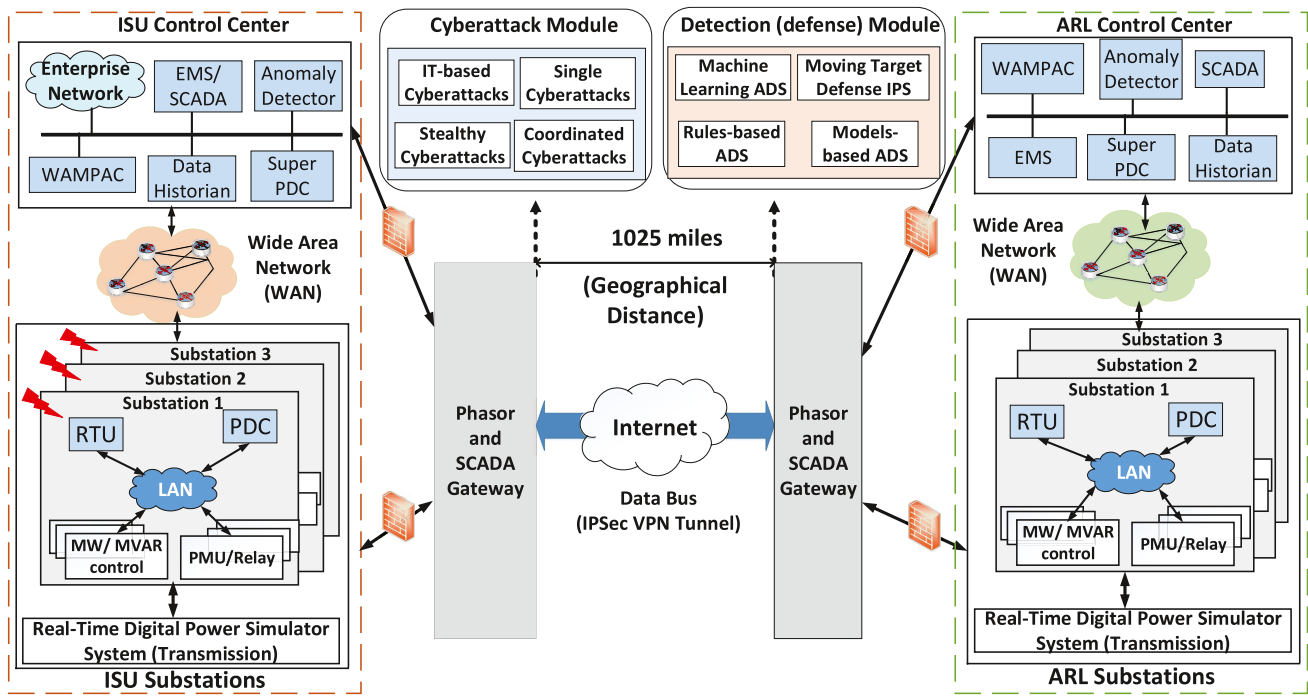 ISU Control Center
Enterprise
Network
EMS/
SCADA
Anomaly
Detector
WAMPAC
Data
Historian
Super
PDC
Wide Area
Network
(WAN)
Substation 3
Substation 2
Substation 1
RTU
PDC
LAN
MW/ MVAR
control
PMU/Relay
Real-Time Digital Power Simulator
System (Transmission)
ISU Substations
Cyberattack Module
IT-based
Cyberattacks
Single
Cyberattacks
Stealthy
Cyberattacks
Coordinated
Cyberattacks
Detection (defense) Module
Machine
Learning ADS
Moving Target
Defense IPS
Rules-based
ADS
Models-
based ADS
1025 miles
(Geographical
Distance)
Phasor
and
SCADA
Gateway
Internet
Data Bus
(IPSec VPN Tunnel)
Phasor
and
SCADA
Gateway
ARL Control Center
WAMPAC
Anomaly
Detector
SCADA
EMS
Super
PDC
Data
Historian
Wide Area
Network
(WAN)
Substation 3
Substation 2
Substation 1
RTU
PDC
LAN
MW/ MVAR
control
PMU/Relay
Real-Time Digital Power Simulator
System (Transmission)
ARL Substations